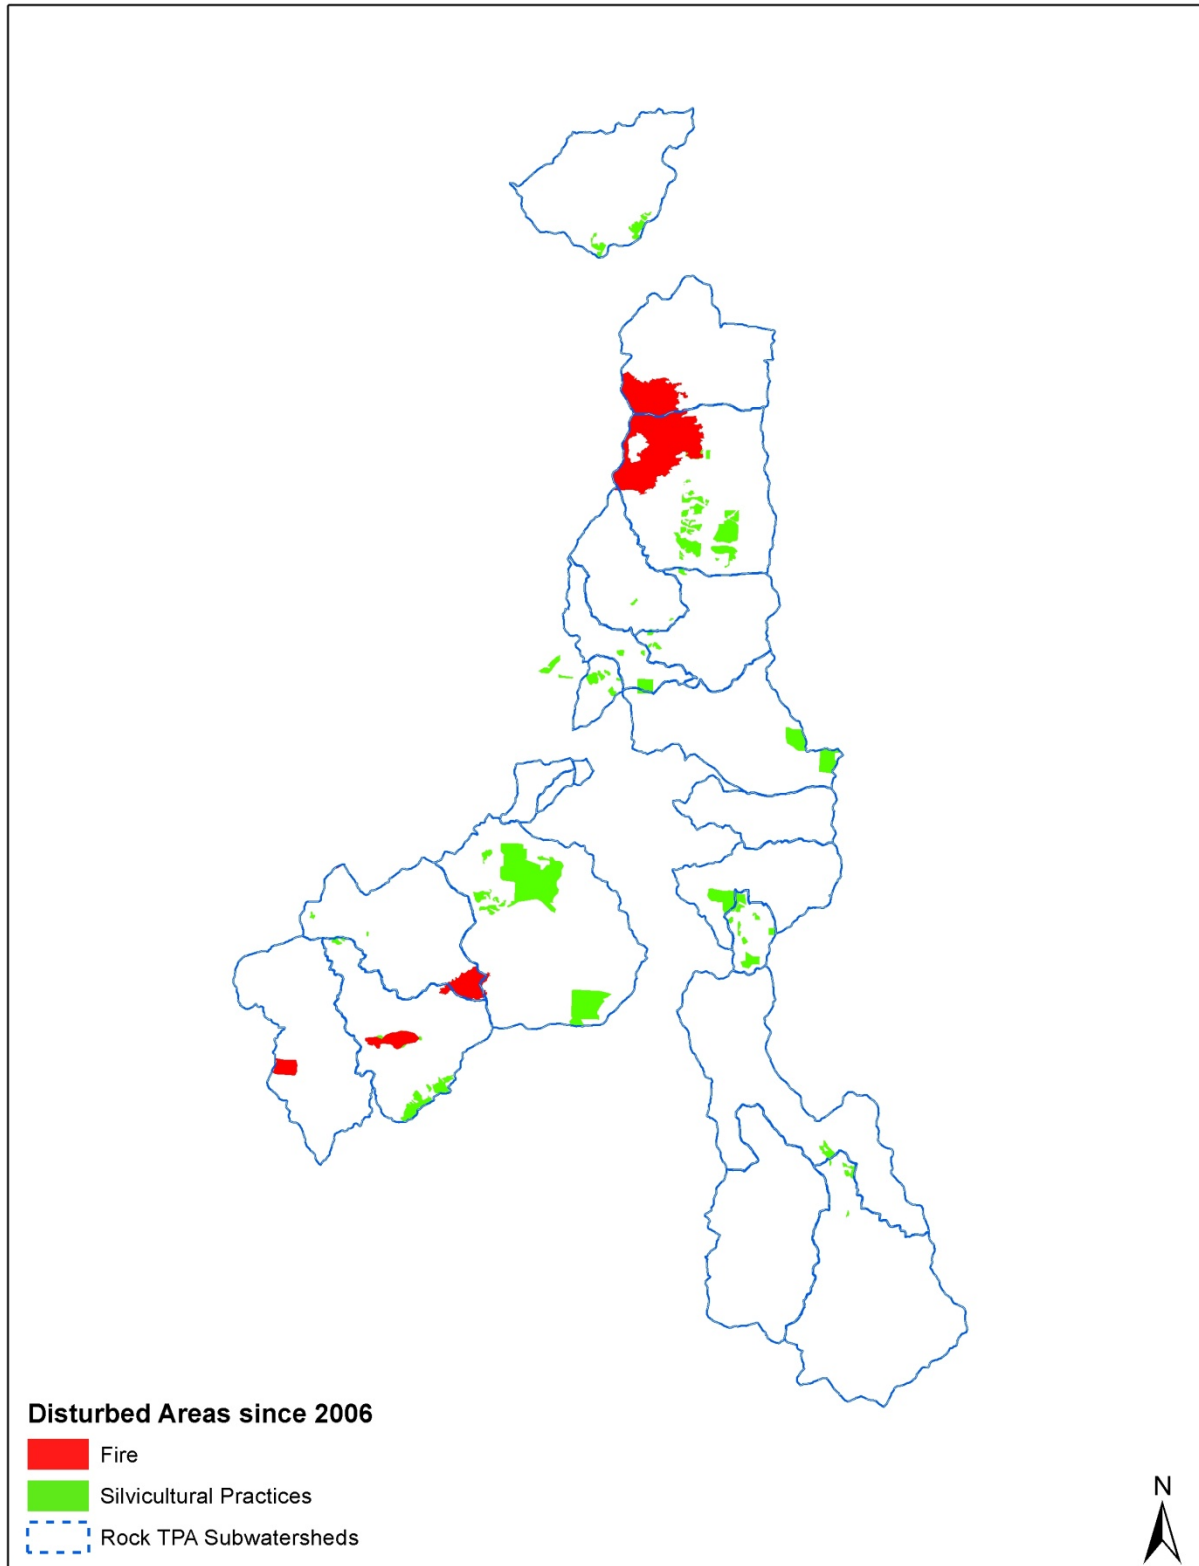 Disturbed Areas since 2006
Fire
Silvicultural Practices
Rock TPA Subwatersheds
N